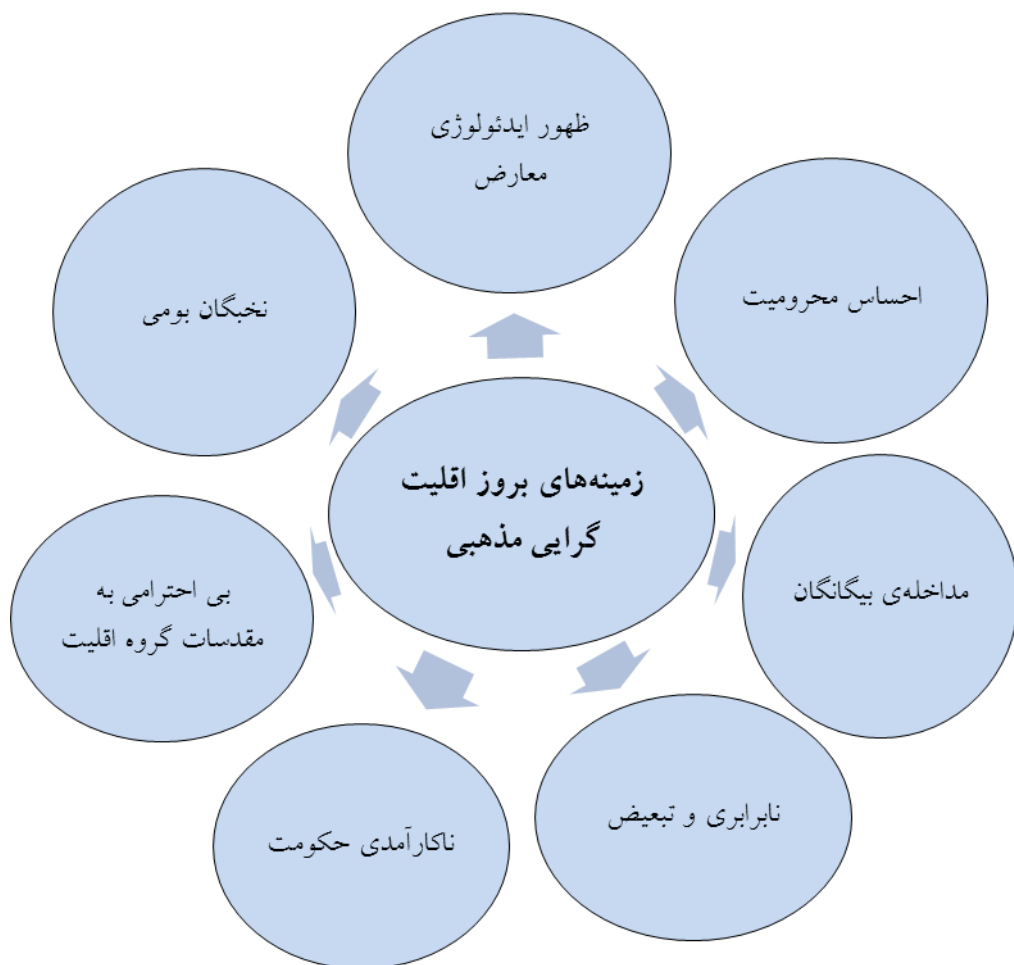 ظهور ایدئولوژی
معارض
احساس محرومیت
نخبگان بومی
زمینه‌های بروز اقلیت
گرایی مذهبی
مداخله‌ی بیگانگان
بی احترامی به
مقدسات گروه اقلیت
نابرابری و تبعیض
ناکارآمدی حکومت